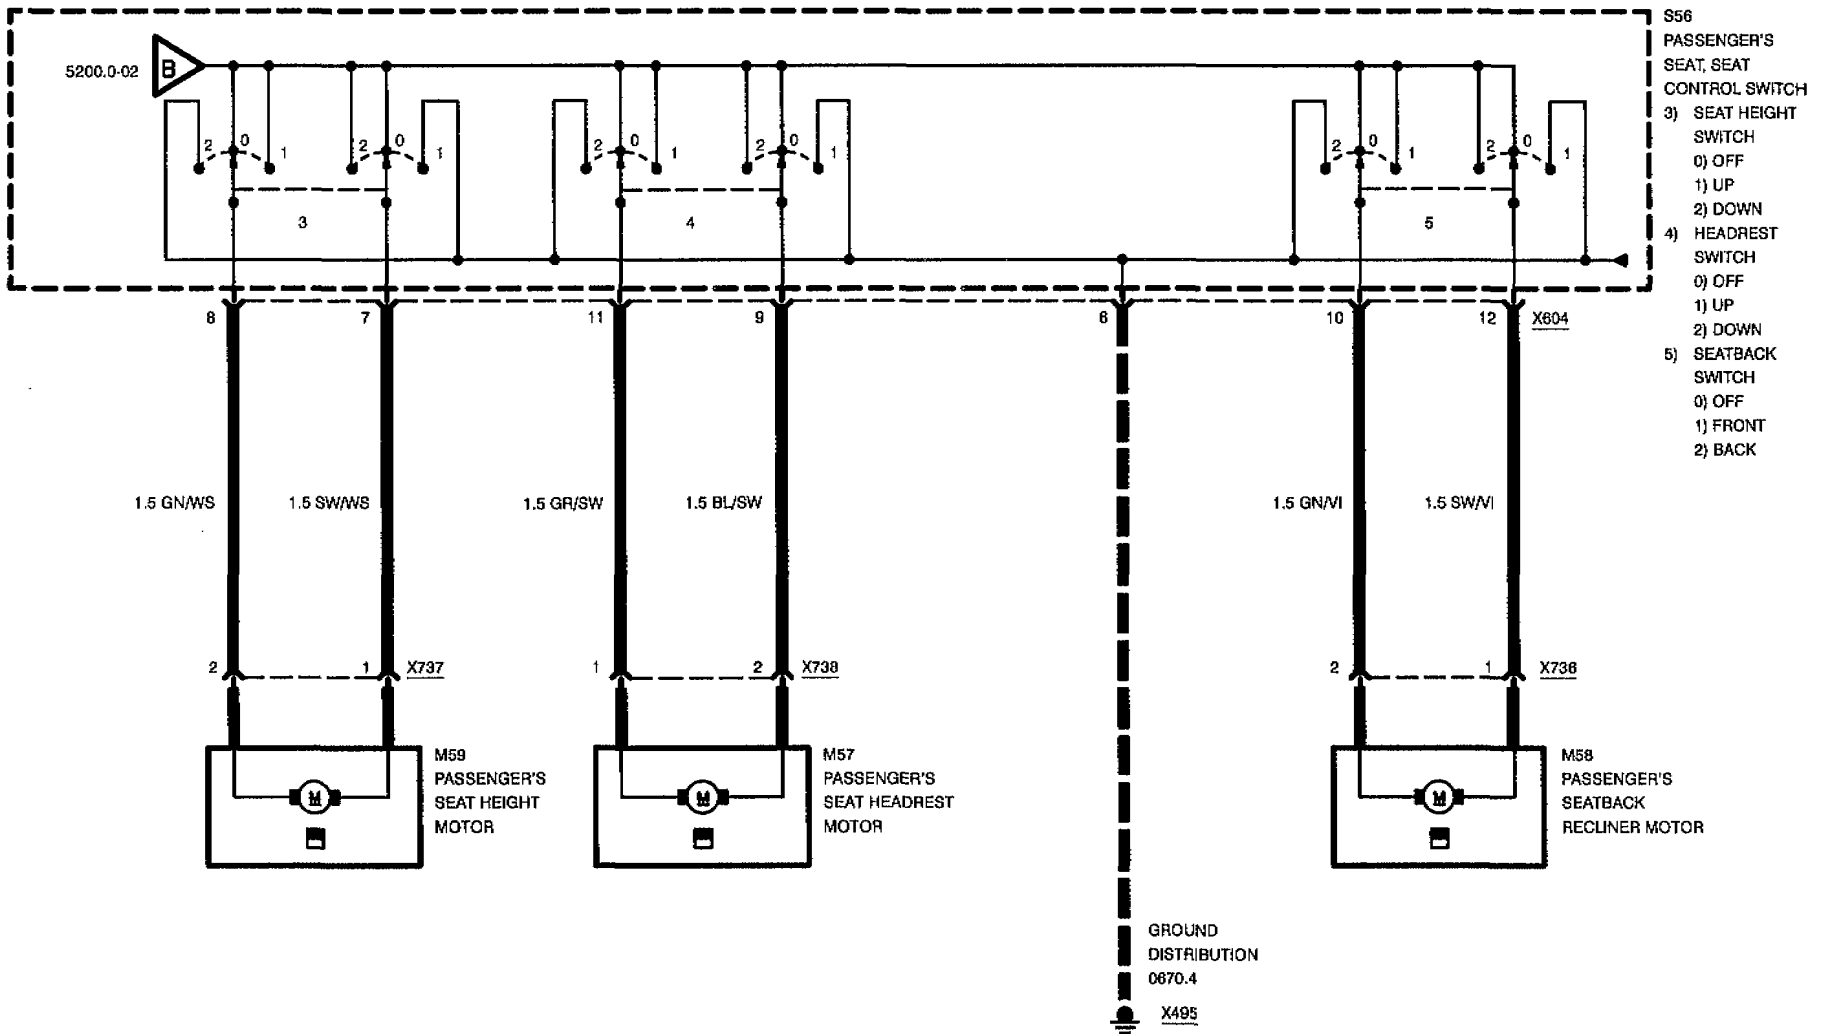 S56
PASSENGER'S
SEAT, SEAT
CONTROL SWITCH
3) SEAT HEIGHT
SWITCH
0) OFF
1) UP
2) DOWN
4) HEADREST
SWITCH
0) OFF
1) UP
2) DOWN
5) SEATBACK
SWITCH
0) OFF
1) FRONT
2) BACK
5200.0-02 B
2 0 1 2 0 1 2 0 1 2 0 1 2 0 1 2 0 1
3 4 5
8 7 11 9 6 10 12 X604
1.5 GN/WS 1.5 SW/WS 1.5 GR/SW 1.5 BL/SW 1.5 GN/VI 1.5 SW/VI
2 1 X737 1 2 X738 2 1 X736
M M M
M59
PASSENGER'S
SEAT HEIGHT
MOTOR
M57
PASSENGER'S
SEAT HEADREST
MOTOR
M58
PASSENGER'S
SEATBACK
RECLINER MOTOR
GROUND
DISTRIBUTION
0670.4
X495